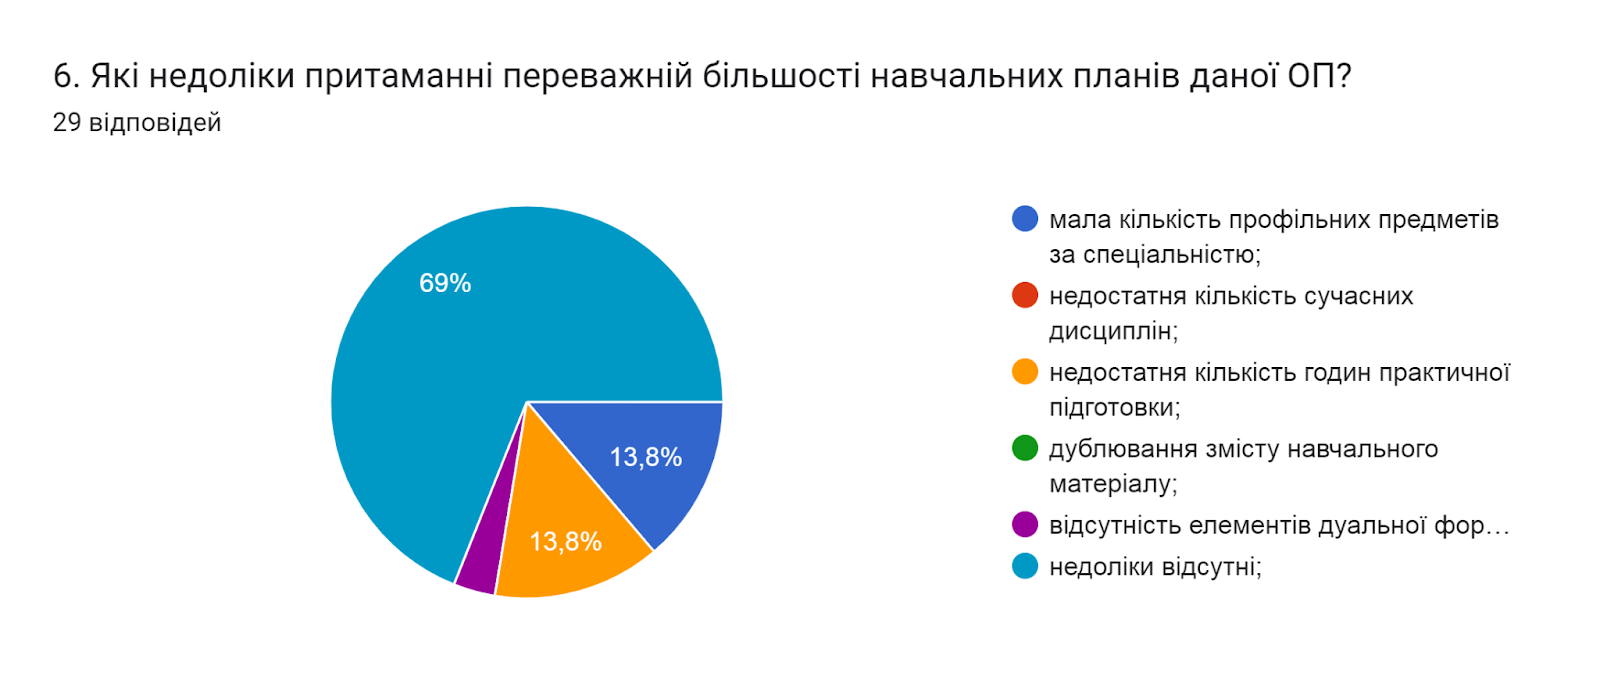 6. Які недоліки притаманні переважній більшості навчальних планів даної ОП?
29 відповідей
69%
13,8%
13,8%
мала кількість профільних предметів
за спеціальністю;
недостатня кількість сучасних
дисциплін;
недостатня кількість годин практичної
підготовки;
дублювання змісту навчального
матеріалу;
відсутність елементів дуальної фор…
недоліки відсутні;